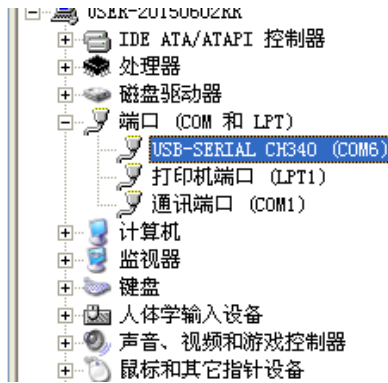 USER-20150602RR
IDE ATA/ATAPI 控制器
处理器
磁盘驱动器
端口 (COM 和 LPT)
USB-SERIAL CH340 (COM6)
打印机端口 (LPT1)
通讯端口 (COM1)
计算机
监视器
键盘
人体学输入设备
声音、视频和游戏控制器
鼠标和其它指针设备